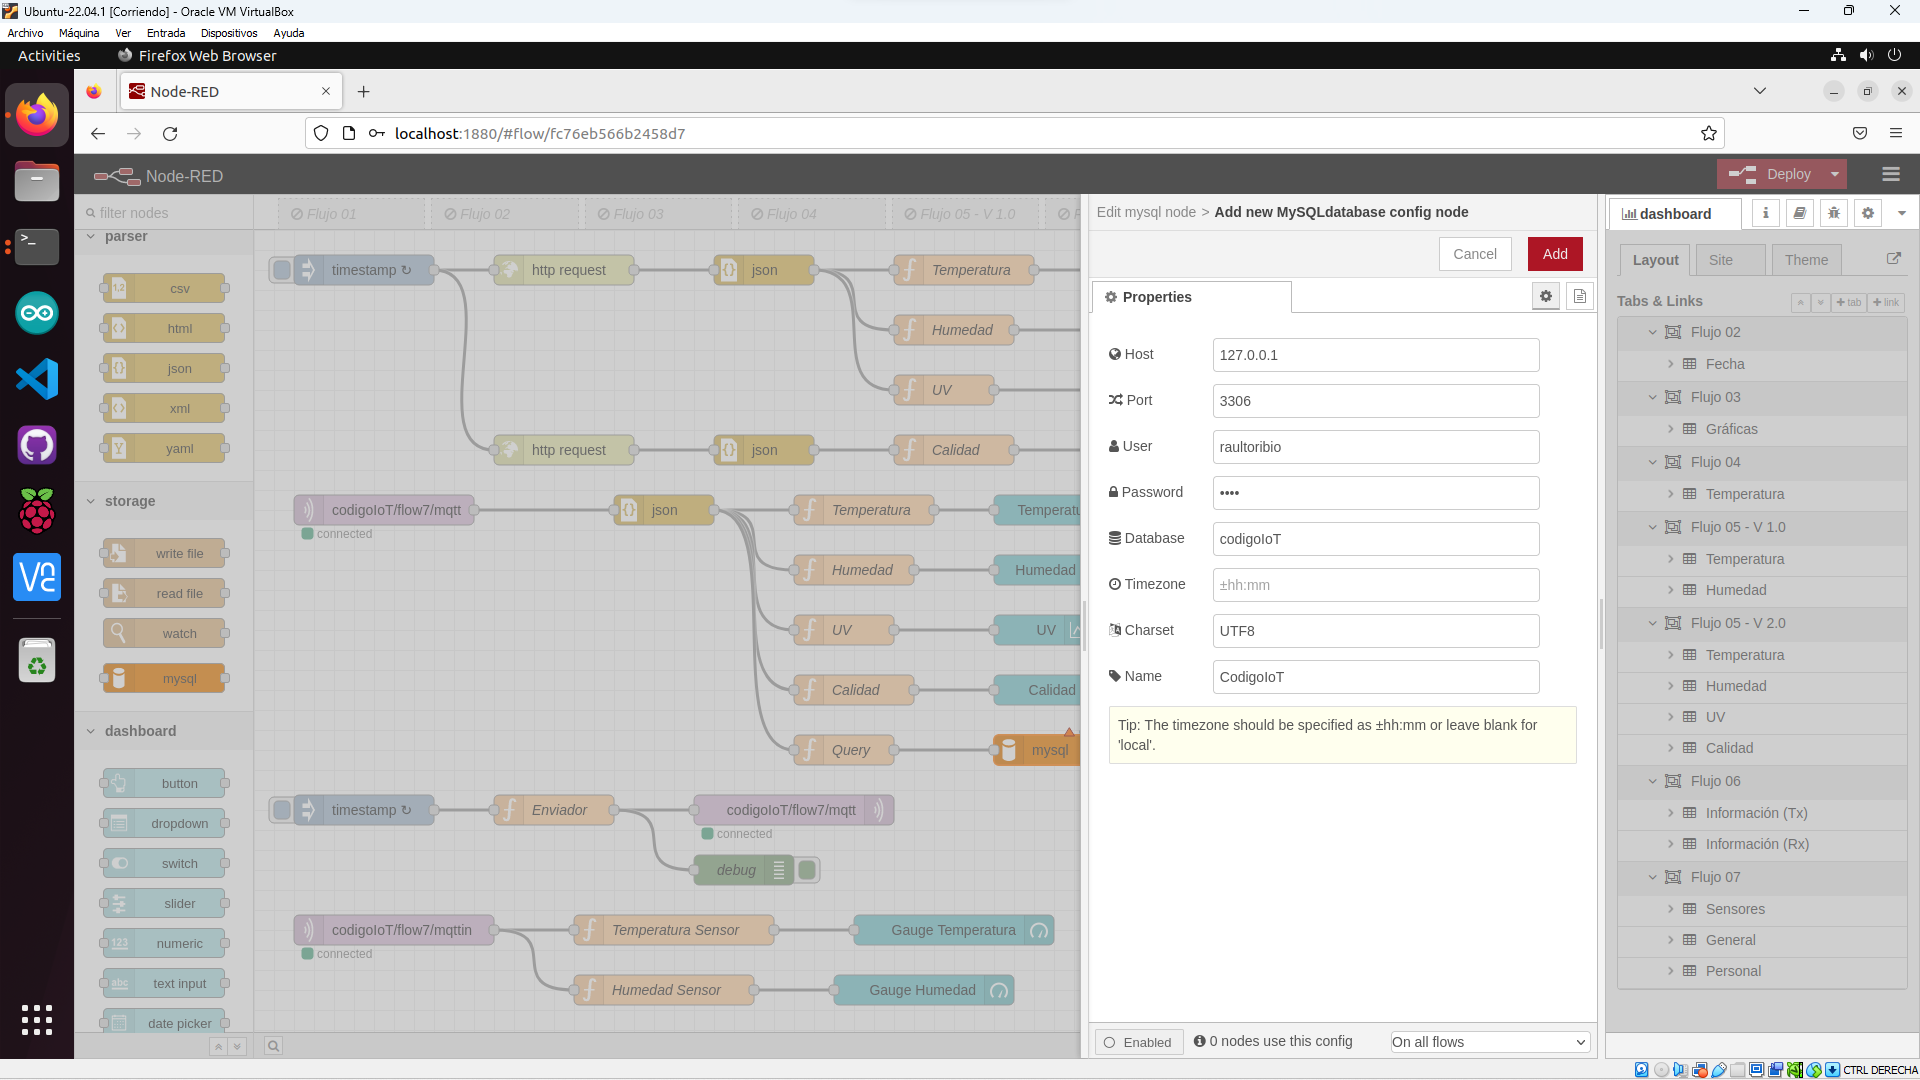 Ubuntu-22.04.1 [Corriendo] - Oracle VM VirtualBox
Archivo Máquina Ver Entrada Dispositivos Ayuda
Activities Firefox Web Browser
Node-RED
localhost:1880/#flow/fc76eb566b2458d7
Node-RED Deploy
filter nodes
parser
csv
html
json
xml
yaml
storage
write file
read file
watch
mysql
dashboard
button
dropdown
switch
slider
numeric
text input
date picker
Flujo 01 Flujo 02 Flujo 03 Flujo 04 Flujo 05 - V 1.0
timestamp ↻ http request json Temperatura
Humedad
UV
http request json Calidad
codigoIoT/flow7/mqtt json Temperatura Temperatu
connected
Humedad Humedad
UV UV
Calidad Calidad
Query mysql
timestamp ↻ Enviador codigoIoT/flow7/mqtt
connected
debug
codigoIoT/flow7/mqttin Temperatura Sensor Gauge Temperatura
connected
Humedad Sensor Gauge Humedad
Edit mysql node > Add new MySQLdatabase config node
Cancel Add
Properties
Host 127.0.0.1
Port 3306
User raultoribio
Password ••••
Database codigoIoT
Timezone ±hh:mm
Charset UTF8
Name CodigoIoT
Tip: The timezone should be specified as ±hh:mm or leave blank for
'local'.
Enabled 0 nodes use this config On all flows
dashboard
Layout Site Theme
Tabs & Links + tab + link
Flujo 02
Fecha
Flujo 03
Gráficas
Flujo 04
Temperatura
Flujo 05 - V 1.0
Temperatura
Humedad
Flujo 05 - V 2.0
Temperatura
Humedad
UV
Calidad
Flujo 06
Información (Tx)
Información (Rx)
Flujo 07
Sensores
General
Personal
CTRL DERECHA